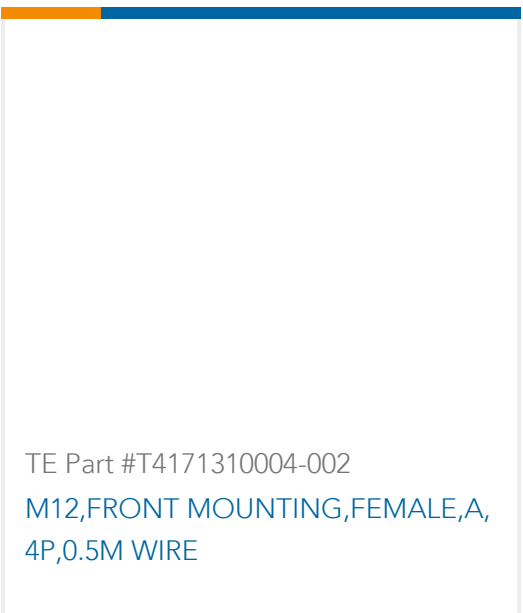 TE Part #T4171310004-002
M12,FRONT MOUNTING,FEMALE,A,
4P,0.5M WIRE